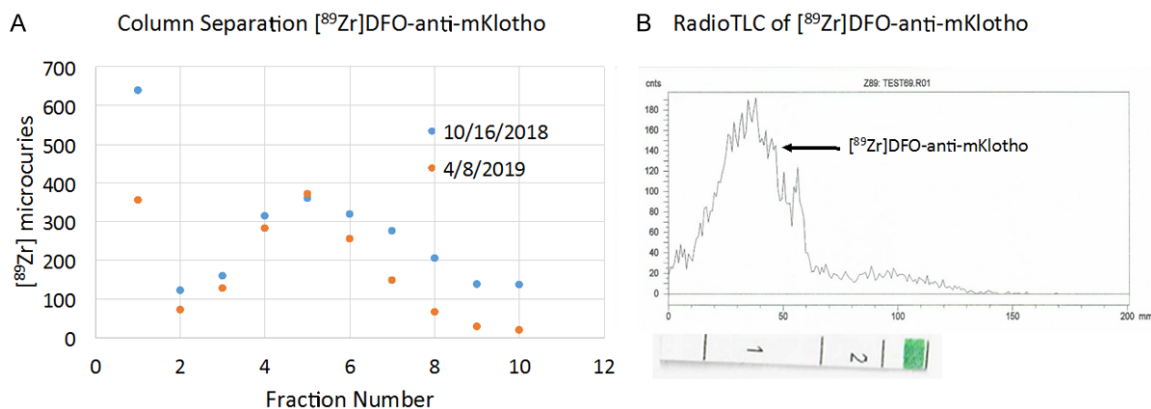 A Column Separation [⁸⁹Zr]DFO-anti-mKlotho
700
600
500
400
300
200
100
0
[⁸⁹Zr] microcuries
10/16/2018
4/8/2019
0 2 4 6 8 10 12
Fraction Number
B RadioTLC of [⁸⁹Zr]DFO-anti-mKlotho
Z89: TEST69.R01
cnts
180
160
140
120
100
80
60
40
20
0
[⁸⁹Zr]DFO-anti-mKlotho
0 50 100 150 200 mm
1 2